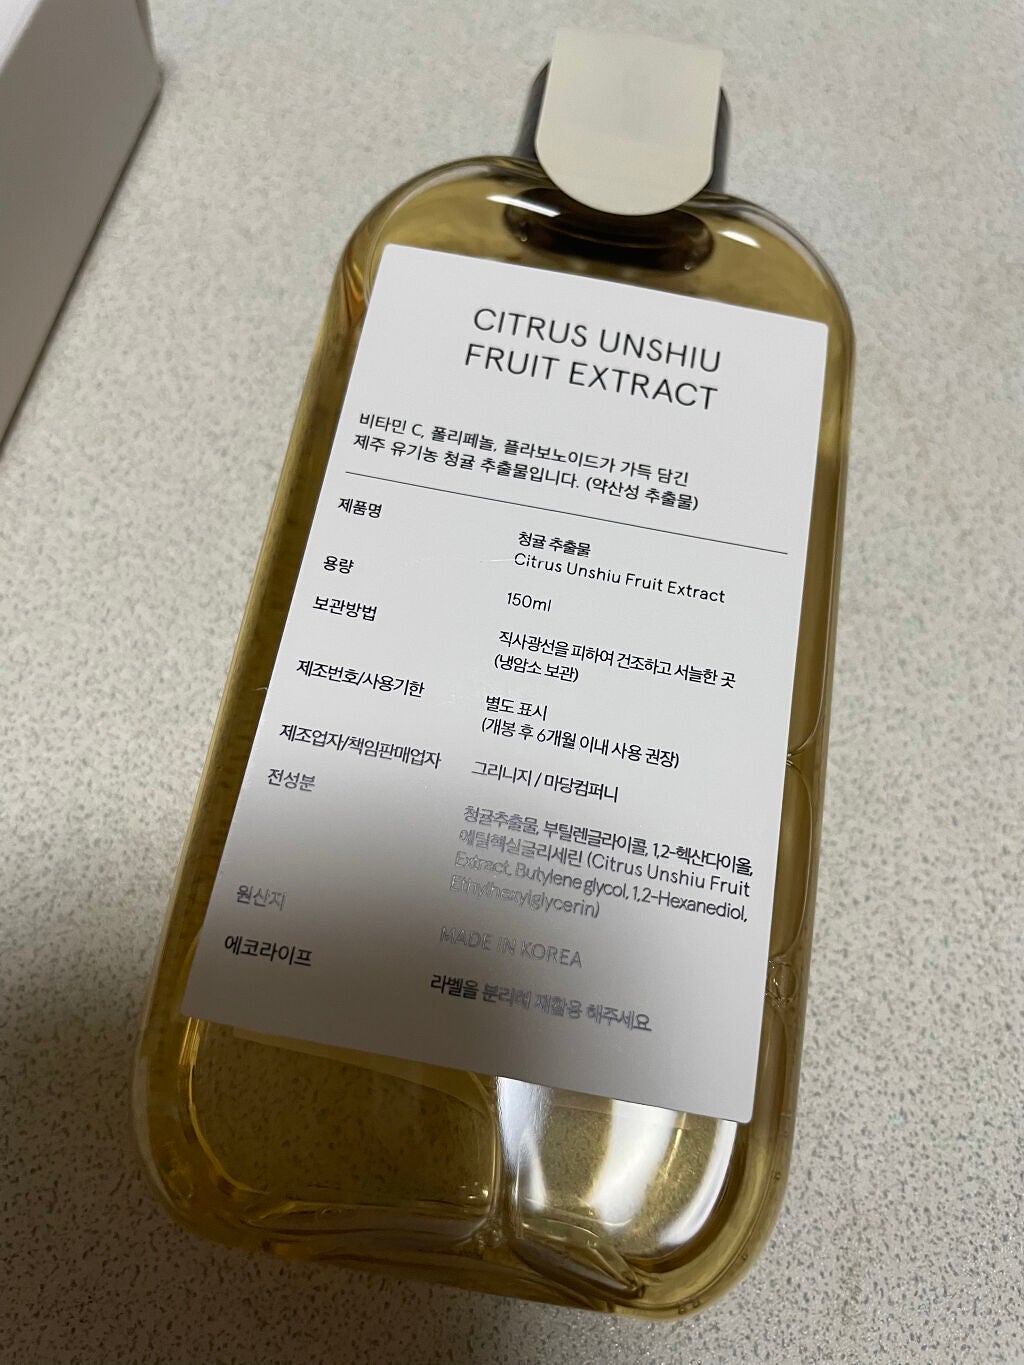 CITRUS UNSHIU
FRUIT EXTRACT
비타민 C, 폴리페놀, 플라보노이드가 가득 담긴
제주 유기농 청귤 추출물입니다. (약산성 추출물)
제품명
청귤 추출물
Citrus Unshiu Fruit Extract
용량
150ml
보관방법
직사광선을 피하여 건조하고 서늘한 곳
(냉암소 보관)
제조번호/사용기한
별도 표시
(개봉 후 6개월 이내 사용 권장)
제조업자/책임판매업자
그리니지 / 마당컴퍼니
전성분
청귤추출물, 부틸렌글라이콜, 1,2-헥산다이올,
에틸헥실글리세린 (Citrus Unshiu Fruit
Extract, Butylene glycol, 1,2-Hexanediol,
Ethylhexylglycerin)
원산지
MADE IN KOREA
에코라이프
라벨을 분리해 재활용 해주세요